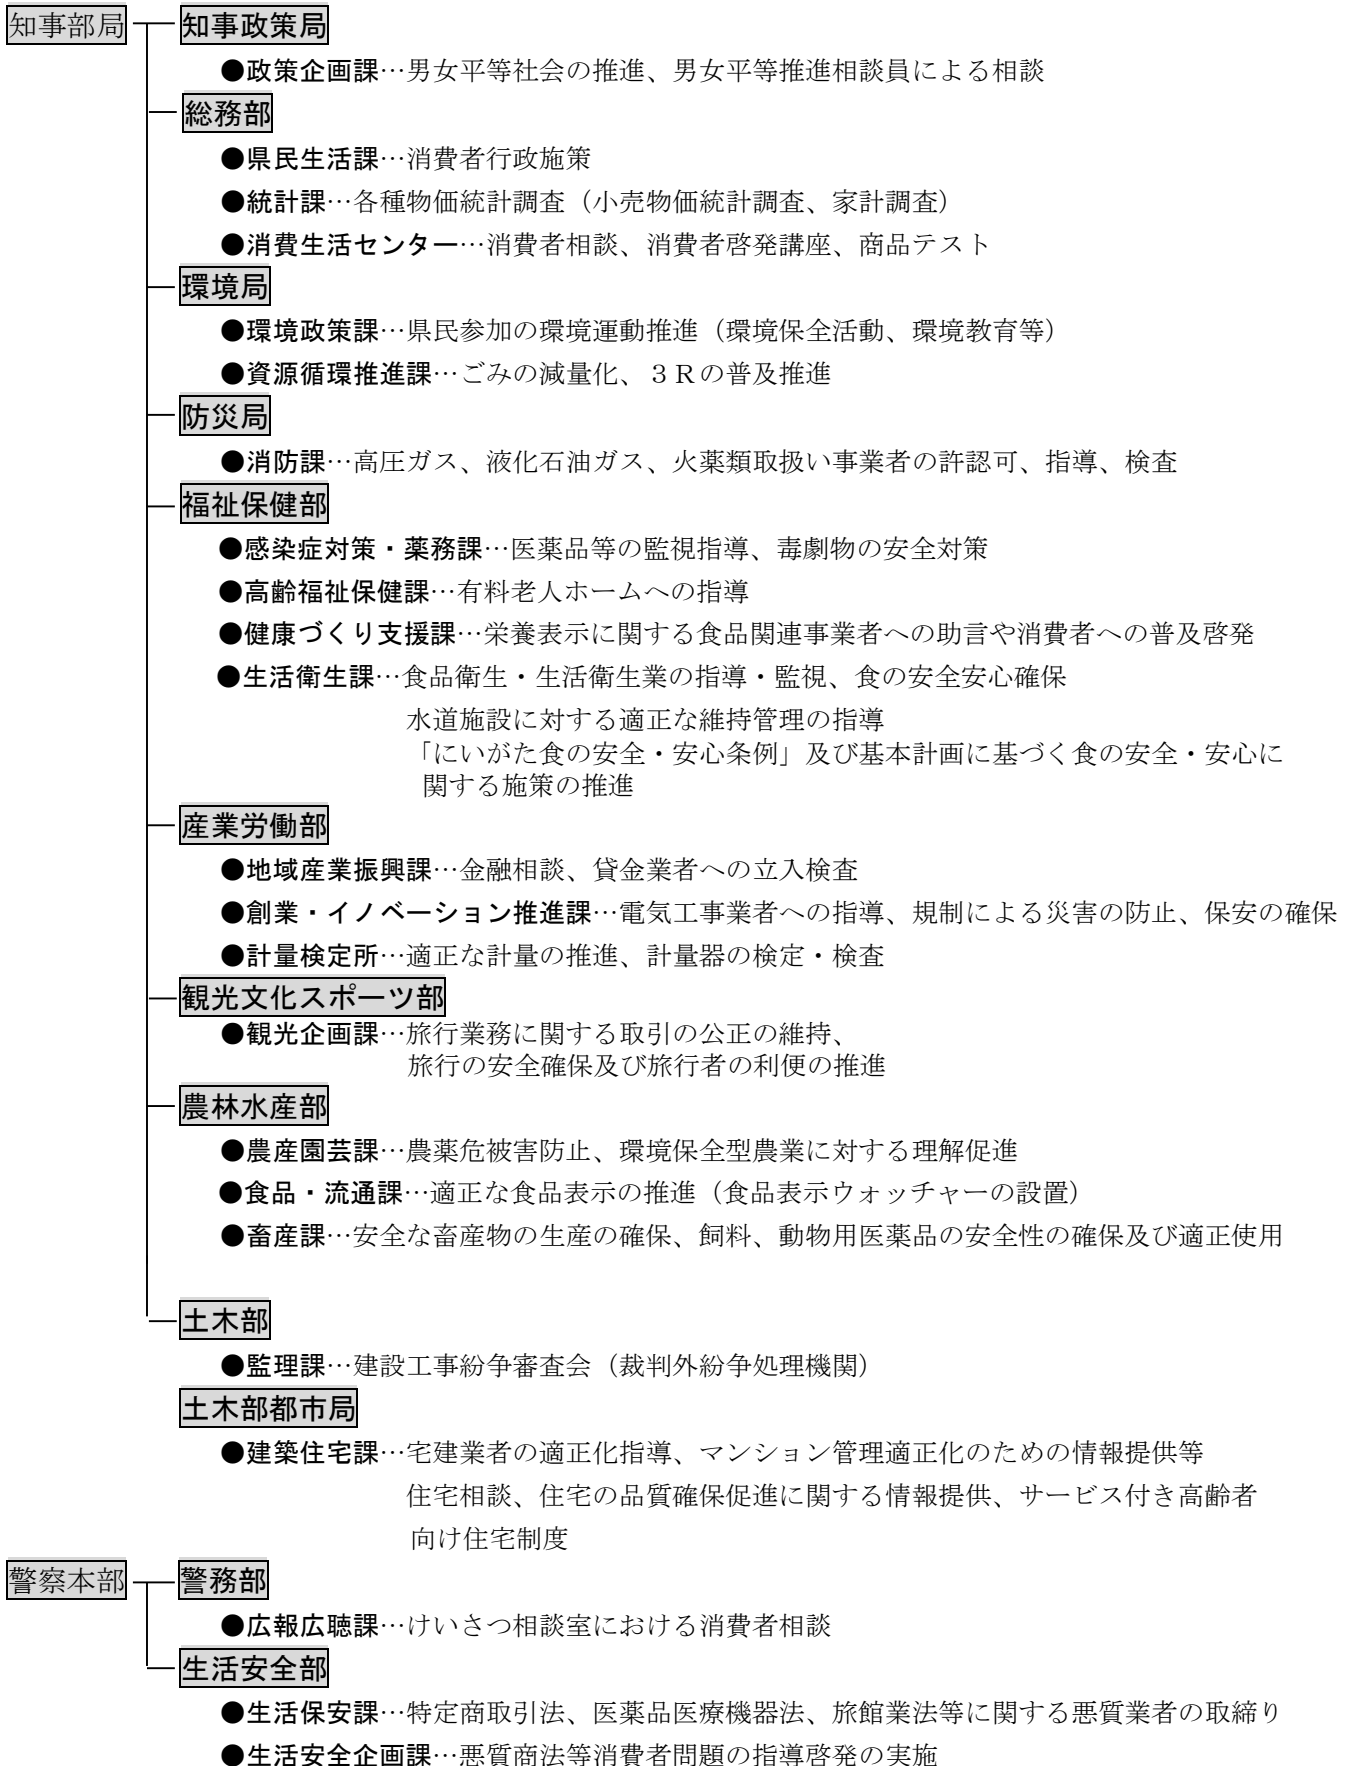 知事部局 知事政策局
●政策企画課…男女平等社会の推進、男女平等推進相談員による相談
総務部
●県民生活課…消費者行政施策
●統計課…各種物価統計調査（小売物価統計調査、家計調査）
●消費生活センター…消費者相談、消費者啓発講座、商品テスト
環境局
●環境政策課…県民参加の環境運動推進（環境保全活動、環境教育等）
●資源循環推進課…ごみの減量化、３Ｒの普及推進
防災局
●消防課…高圧ガス、液化石油ガス、火薬類取扱い事業者の許認可、指導、検査
福祉保健部
●感染症対策・薬務課…医薬品等の監視指導、毒劇物の安全対策
●高齢福祉保健課…有料老人ホームへの指導
●健康づくり支援課…栄養表示に関する食品関連事業者への助言や消費者への普及啓発
●生活衛生課…食品衛生・生活衛生業の指導・監視、食の安全安心確保
水道施設に対する適正な維持管理の指導
「にいがた食の安全・安心条例」及び基本計画に基づく食の安全・安心に
関する施策の推進
産業労働部
●地域産業振興課…金融相談、貸金業者への立入検査
●創業・イノベーション推進課…電気工事業者への指導、規制による災害の防止、保安の確保
●計量検定所…適正な計量の推進、計量器の検定・検査
観光文化スポーツ部
●観光企画課…旅行業務に関する取引の公正の維持、
旅行の安全確保及び旅行者の利便の推進
農林水産部
●農産園芸課…農薬危被害防止、環境保全型農業に対する理解促進
●食品・流通課…適正な食品表示の推進（食品表示ウォッチャーの設置）
●畜産課…安全な畜産物の生産の確保、飼料、動物用医薬品の安全性の確保及び適正使用
土木部
●監理課…建設工事紛争審査会（裁判外紛争処理機関）
土木部都市局
●建築住宅課…宅建業者の適正化指導、マンション管理適正化のための情報提供等
住宅相談、住宅の品質確保促進に関する情報提供、サービス付き高齢者
向け住宅制度
警察本部 警務部
●広報広聴課…けいさつ相談室における消費者相談
生活安全部
●生活保安課…特定商取引法、医薬品医療機器法、旅館業法等に関する悪質業者の取締り
●生活安全企画課…悪質商法等消費者問題の指導啓発の実施